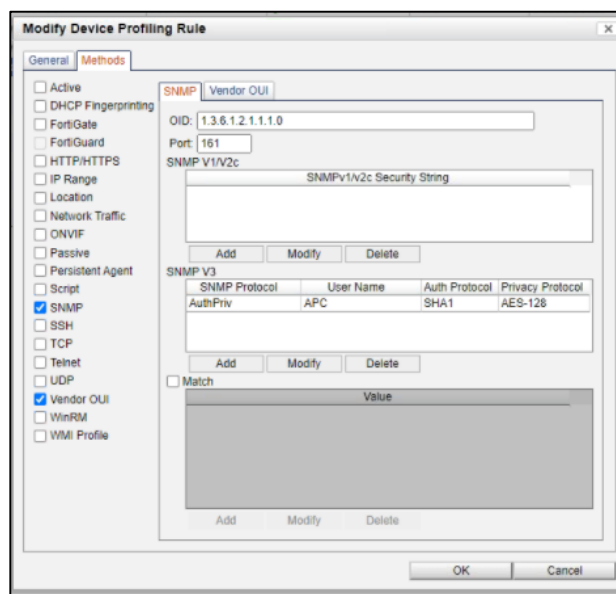 Modify Device Profiling Rule
General Methods
Active
DHCP Fingerprinting
FortiGate
FortiGuard
HTTP/HTTPS
IP Range
Location
Network Traffic
ONVIF
Passive
Persistent Agent
Script
SNMP
SSH
TCP
Telnet
UDP
Vendor OUI
WinRM
WMI Profile
SNMP Vendor OUI
OID: 1.3.6.1.2.1.1.1.0
Port: 161
SNMP V1/V2c
SNMPv1/v2c Security String
Add Modify Delete
SNMP V3
SNMP Protocol User Name Auth Protocol Privacy Protocol
AuthPriv APC SHA1 AES-128
Add Modify Delete
Match
Value
Add Modify Delete
OK Cancel